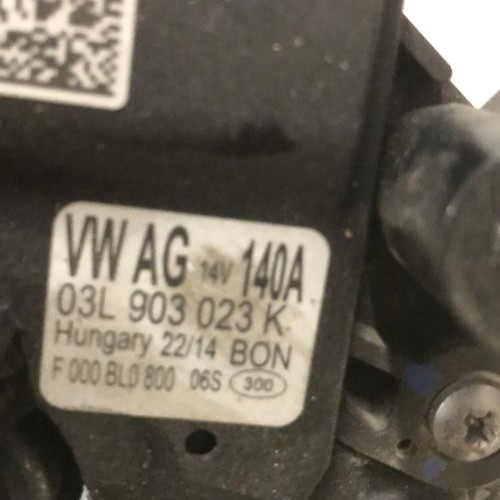 VW AG 14V 140A
03L 903 023 K
Hungary 22/14 BON
F 000 BL0 800 06S 300